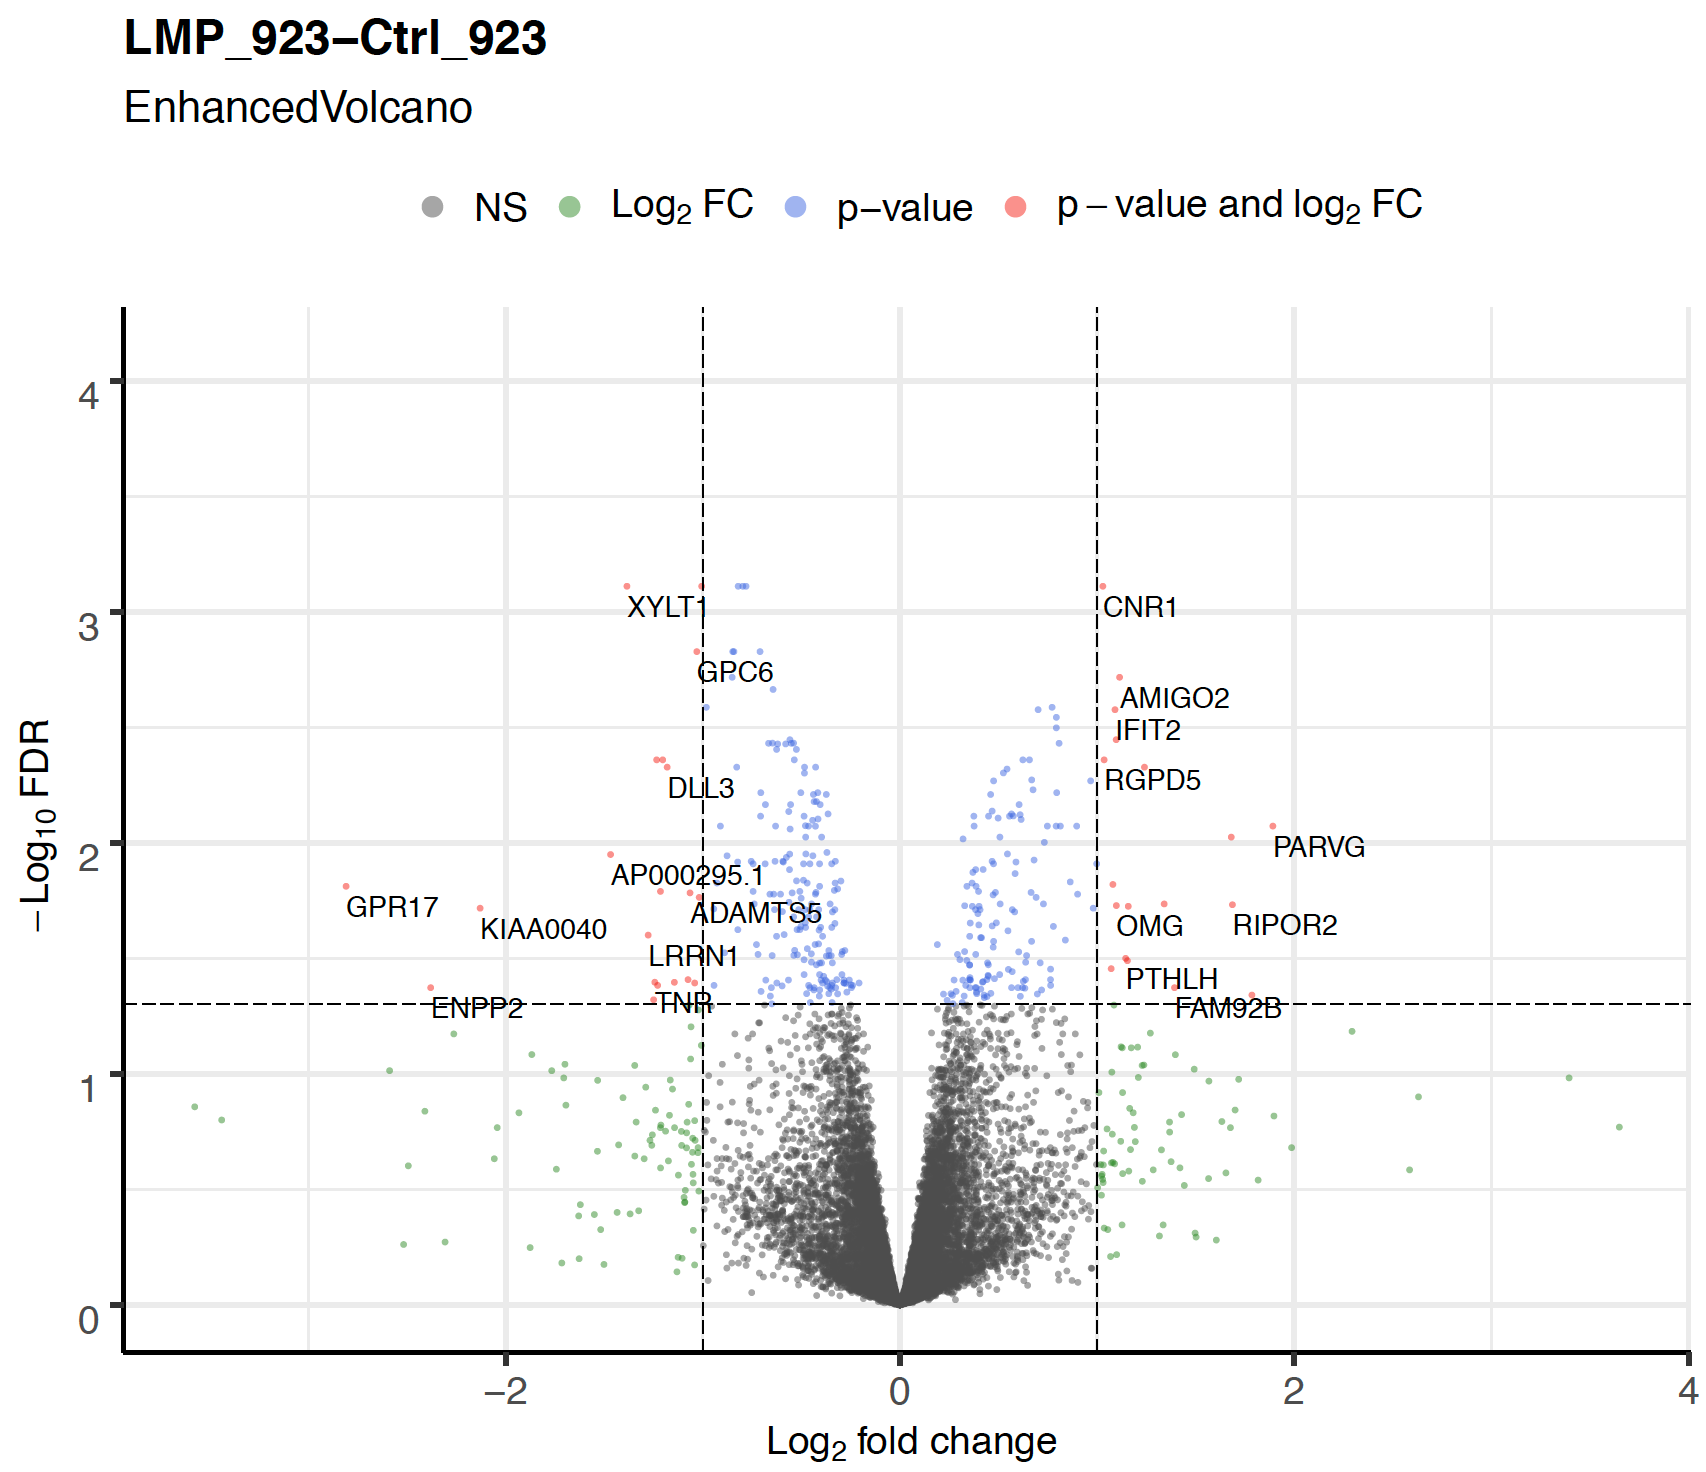 LMP_923−Ctrl_923
EnhancedVolcano
NS Log2 FC p−value p − value and log2 FC
4
3
2
1
0
−Log10 FDR
XYLT1
CNR1
GPC6
AMIGO2
IFIT2
DLL3
RGPD5
PARVG
AP000295.1
GPR17
ADAMTS5
KIAA0040
OMG
RIPOR2
LRRN1
PTHLH
TNR
ENPP2
FAM92B
−2 0 2 4
Log2 fold change